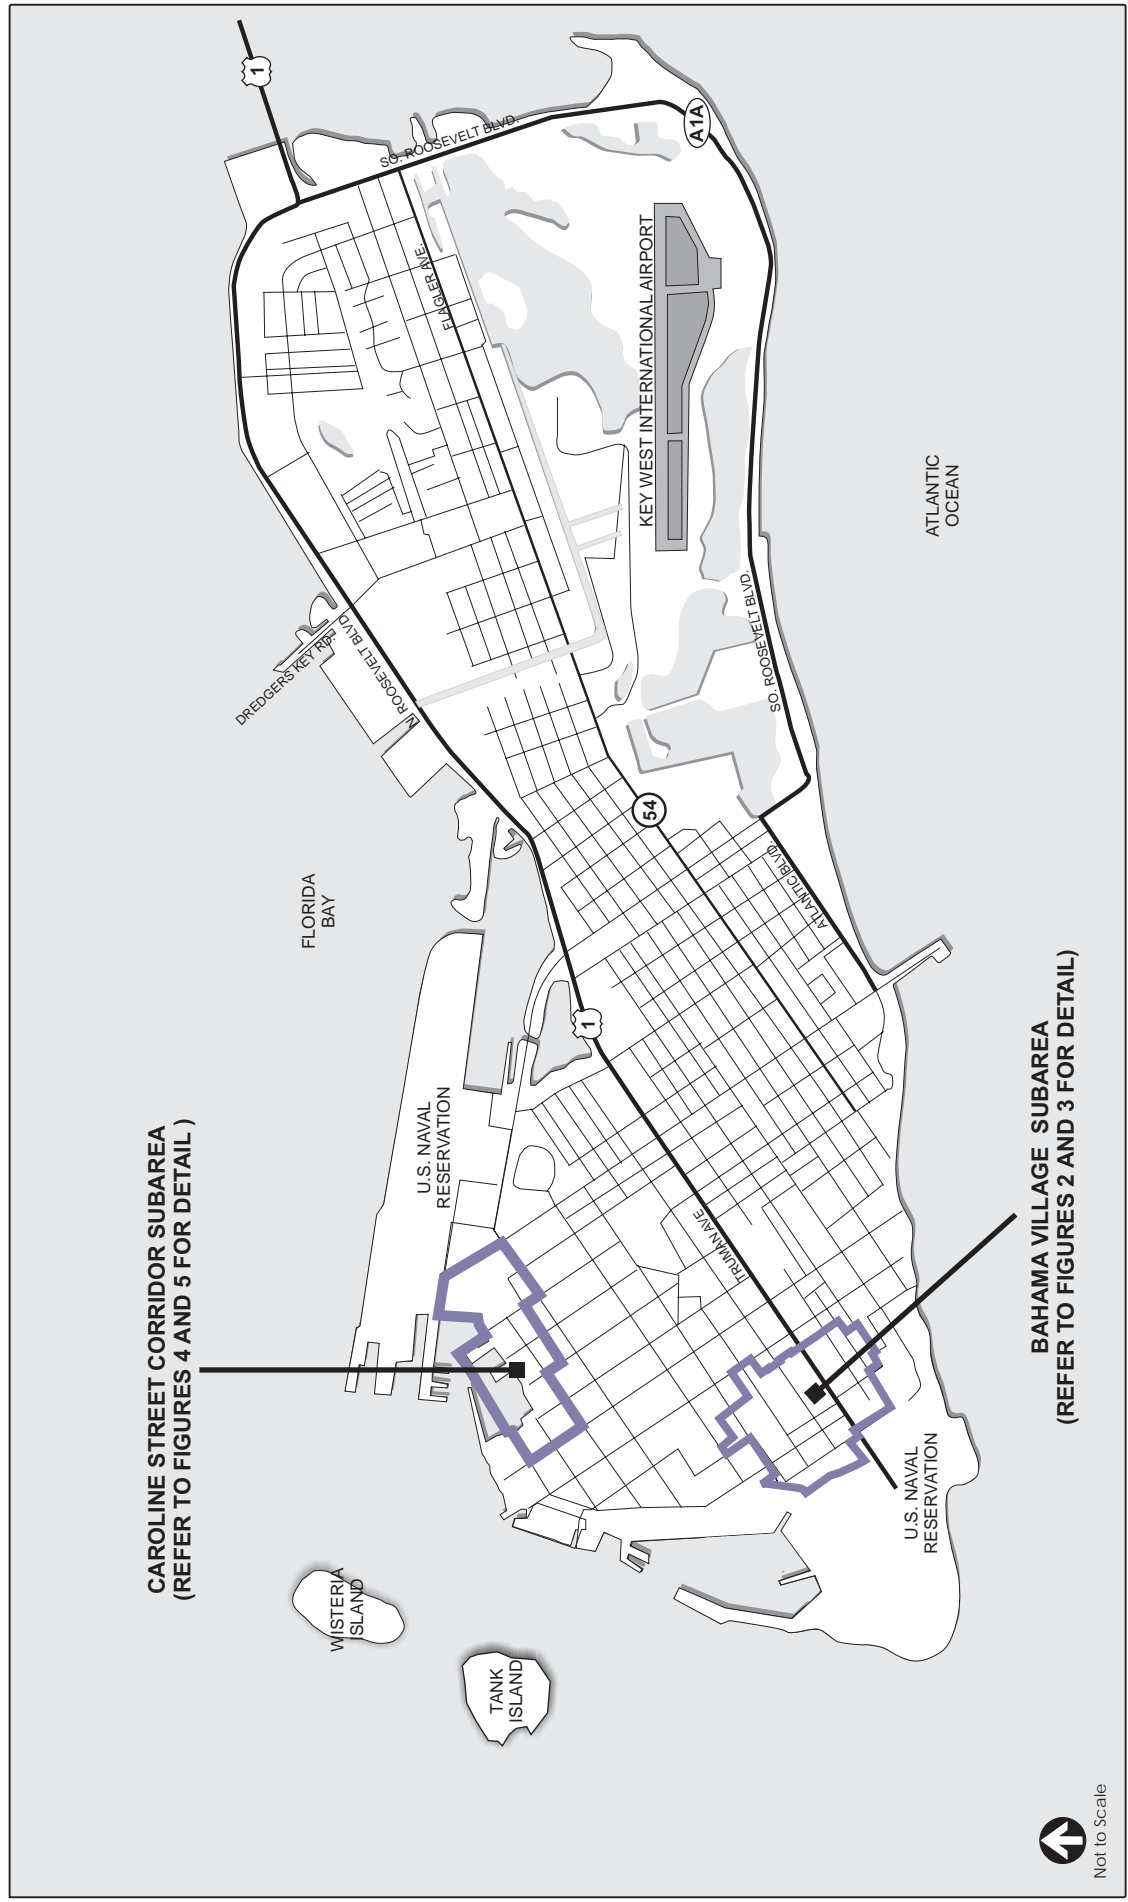 CAROLINE STREET CORRIDOR SUBAREA
(REFER TO FIGURES 4 AND 5 FOR DETAIL )
WISTERIA
ISLAND
TANK
ISLAND
U.S. NAVAL
RESERVATION
FLORIDA
BAY
DREDGERS KEY RD.
N ROOSEVELT BLVD.
1
SO. ROOSEVELT BLVD.
FLAGLER AVE.
A1A
KEY WEST INTERNATIONAL AIRPORT
54
1
TRUMAN AVE
ATLANTIC BLVD.
SO. ROOSEVELT BLVD.
ATLANTIC
OCEAN
U.S. NAVAL
RESERVATION
BAHAMA VILLAGE SUBAREA
(REFER TO FIGURES 2 AND 3 FOR DETAIL)
Not to Scale